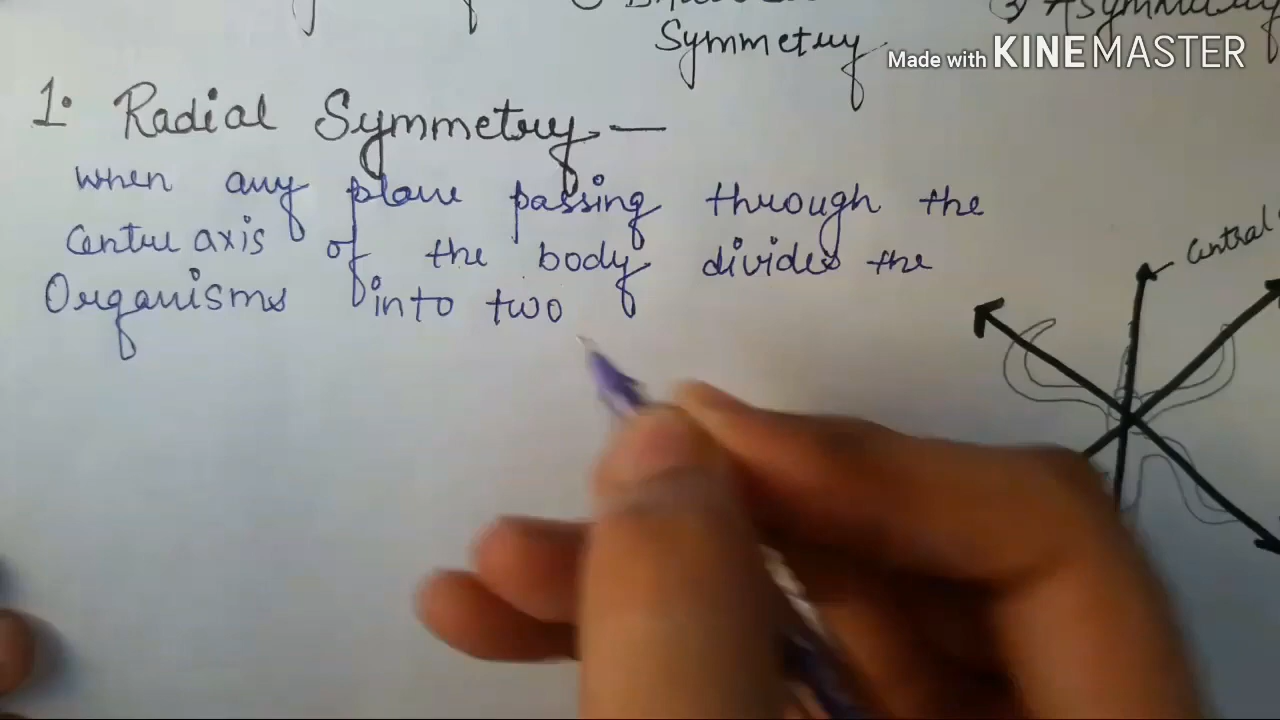 Symmetry
Made with KINEMASTER
1. Radial Symmetry —
when any plane passing through the
Centre axis of the body divides the
Organisms into two
Central